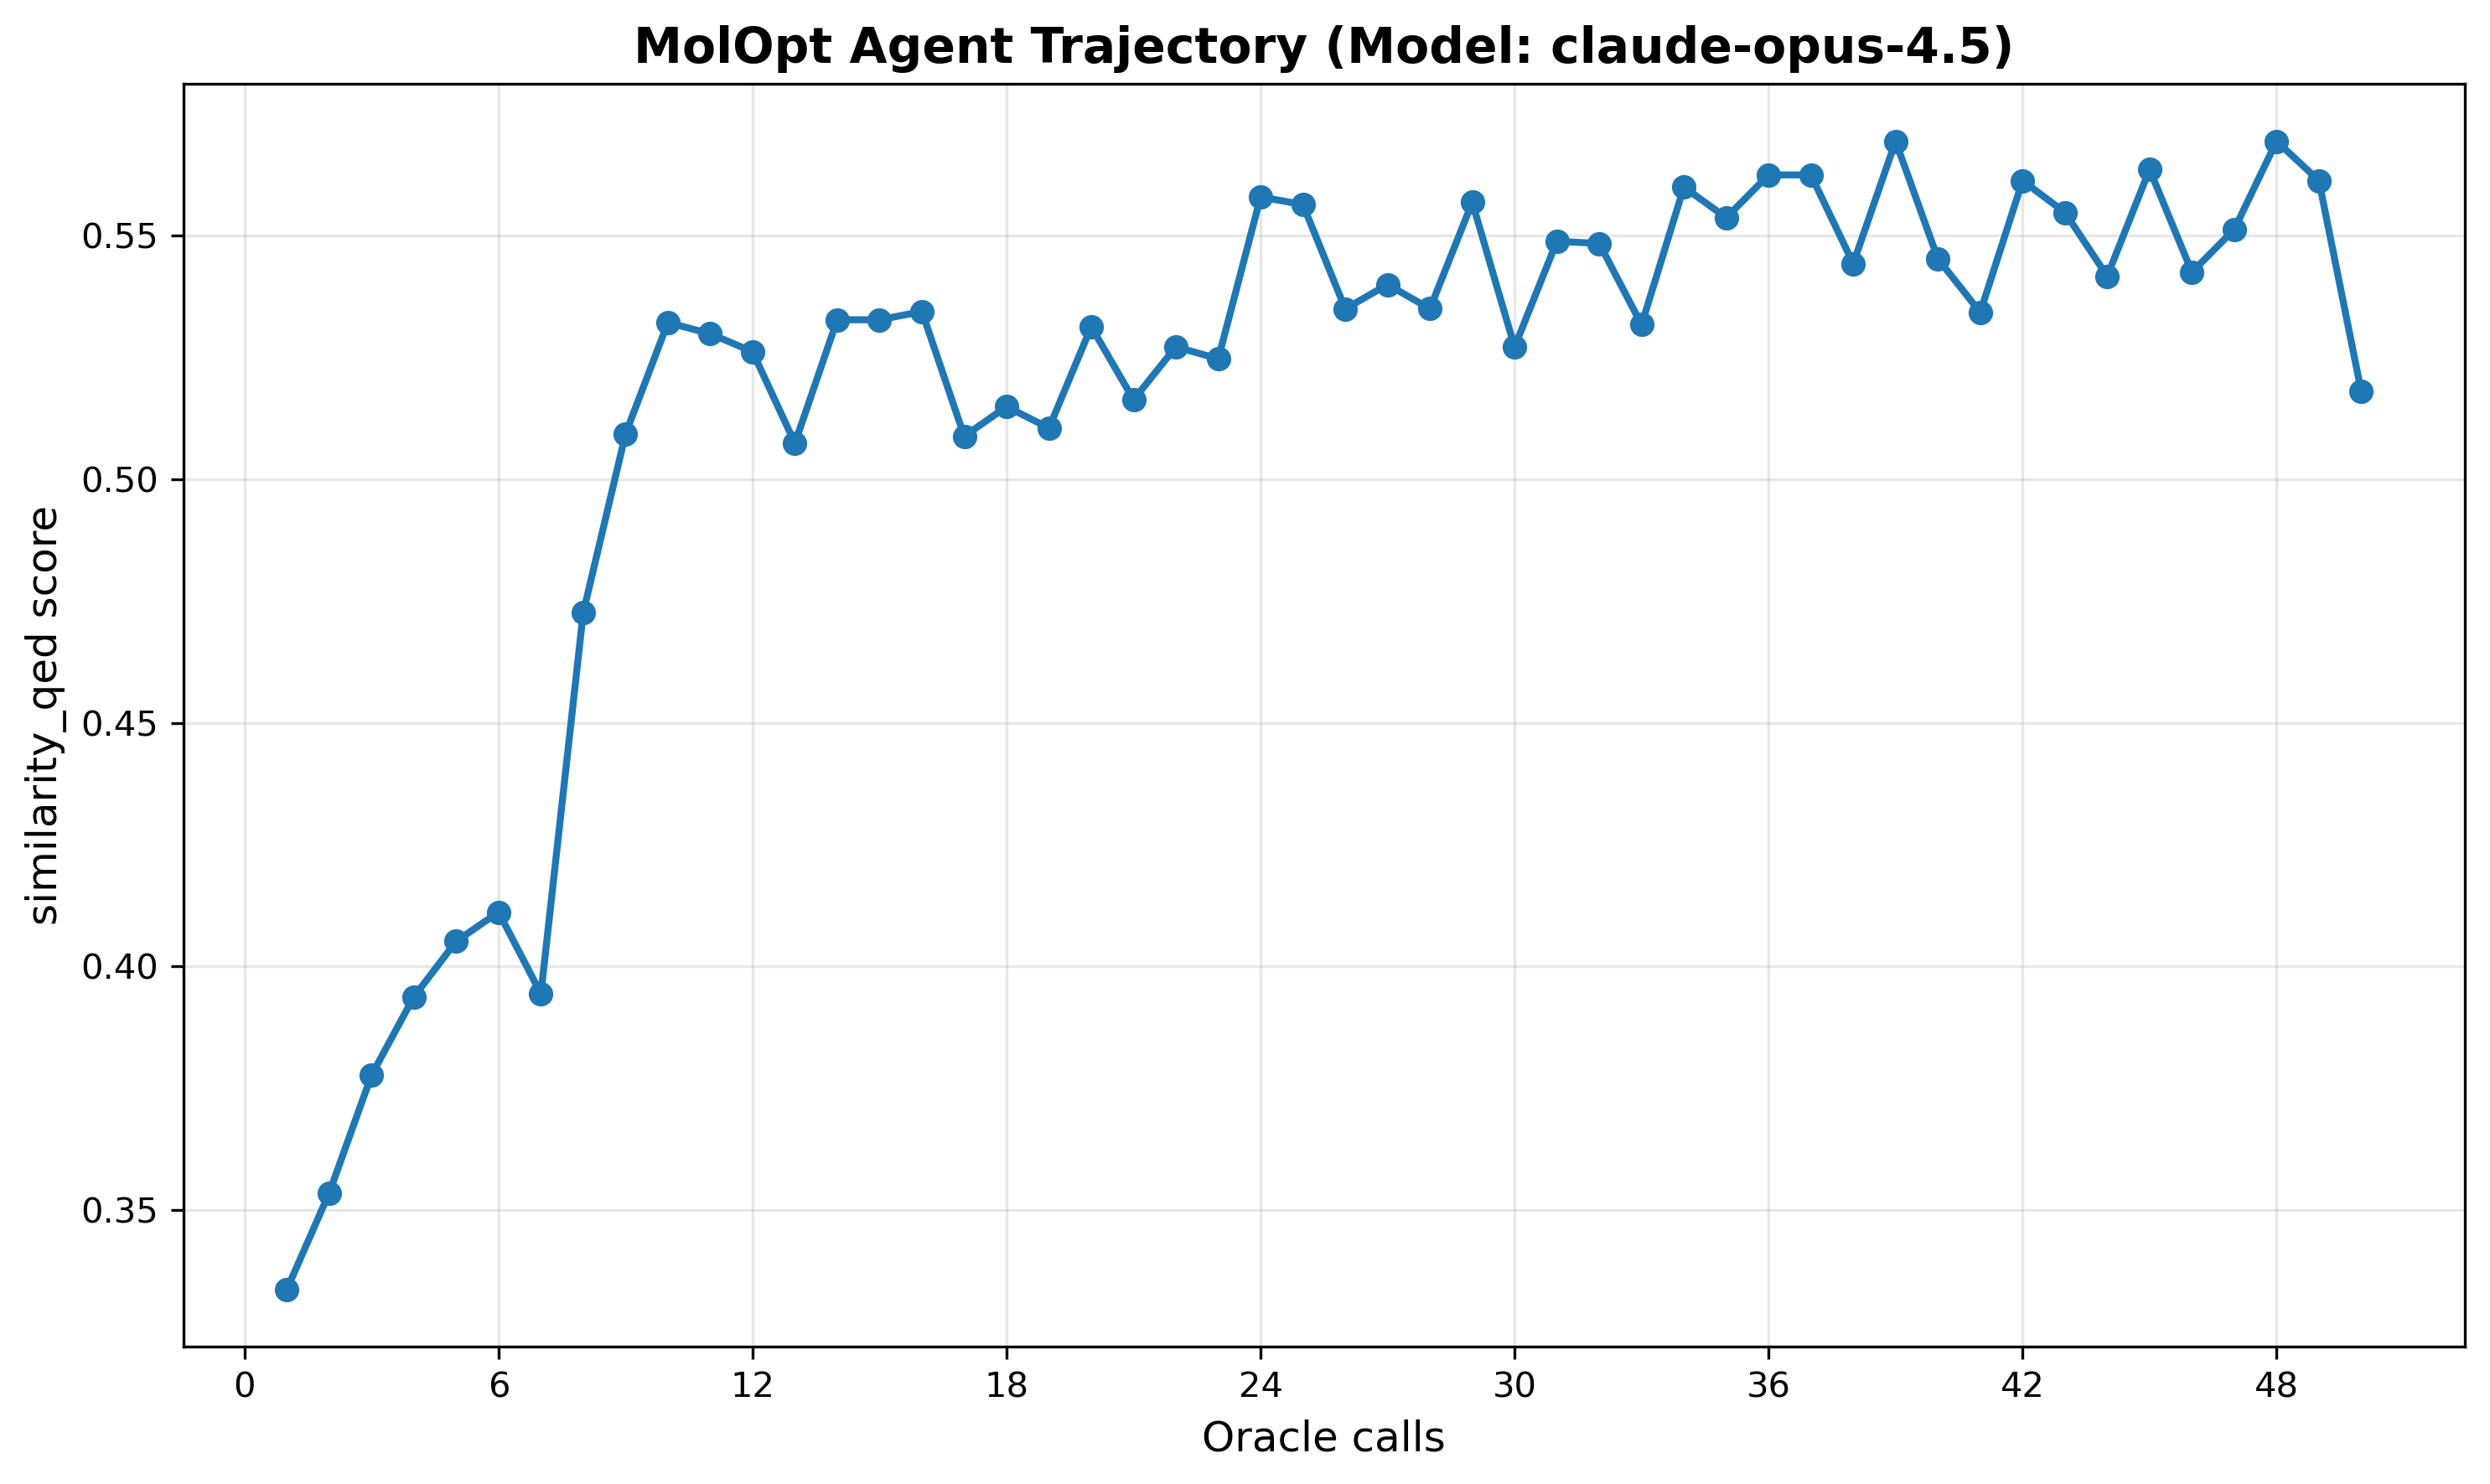 MolOpt Agent Trajectory (Model: claude-opus-4.5)
similarity_qed score
0.55
0.50
0.45
0.40
0.35
0 6 12 18 24 30 36 42 48
Oracle calls